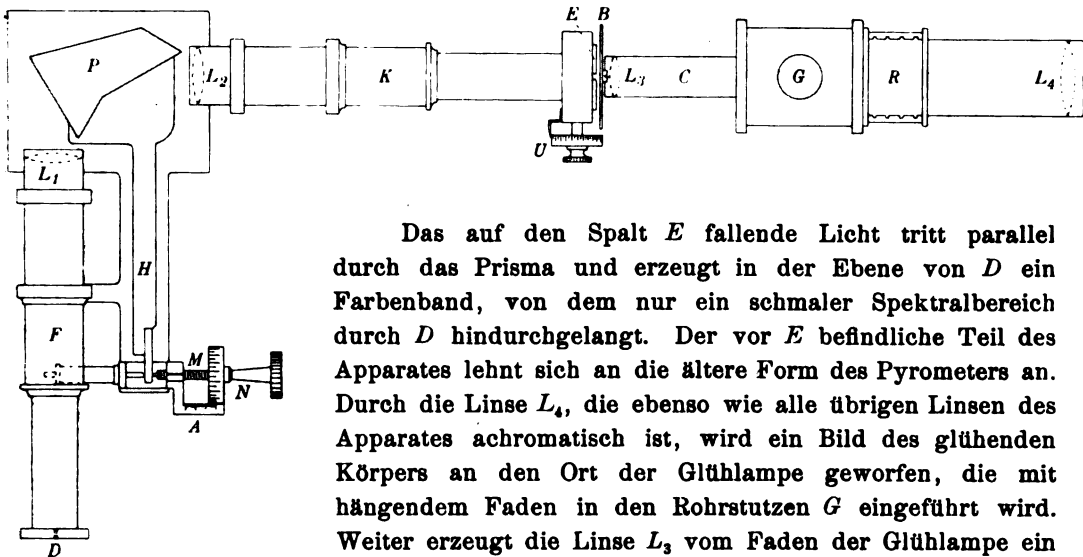 E B
P L2 K L3 C G R L4
U
L1
H
F M N
A
D
Das auf den Spalt E fallende Licht tritt parallel
durch das Prisma und erzeugt in der Ebene von D ein
Farbenband, von dem nur ein schmaler Spektralbereich
durch D hindurchgelangt. Der vor E befindliche Teil des
Apparates lehnt sich an die ältere Form des Pyrometers an.
Durch die Linse L₄, die ebenso wie alle übrigen Linsen des
Apparates achromatisch ist, wird ein Bild des glühenden
Körpers an den Ort der Glühlampe geworfen, die mit
hängendem Faden in den Rohrstutzen G eingeführt wird.
Weiter erzeugt die Linse L₃ vom Faden der Glühlampe ein